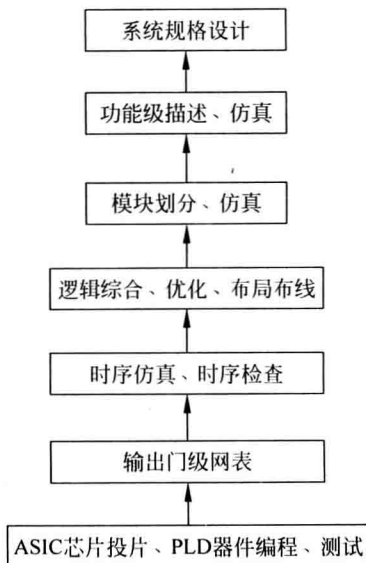 系统规格设计
功能级描述、仿真
模块划分、仿真
逻辑综合、优化、布局布线
时序仿真、时序检查
输出门级网表
ASIC芯片投片、PLD器件编程、测试